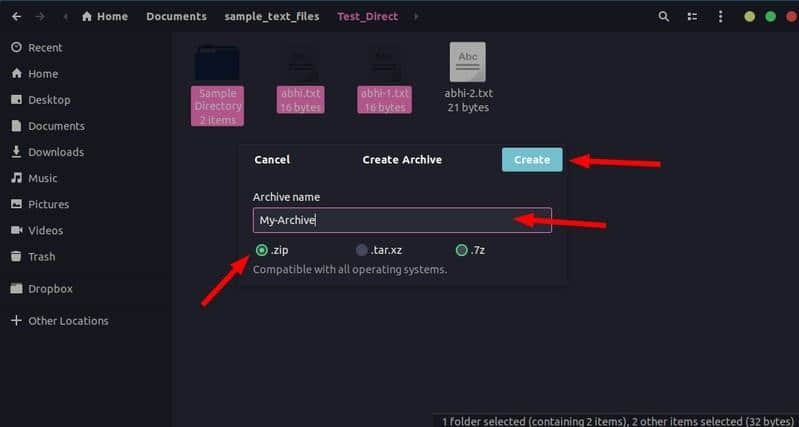 Home Documents sample_text_files Test_Direct
Recent
Home
Desktop
Documents
Downloads
Music
Pictures
Videos
Trash
Dropbox
Other Locations
Abc
Sample
Directory
2 items
abhi.txt
16 bytes
abhi-1.txt
16 bytes
abhi-2.txt
21 bytes
Cancel Create Archive Create
Archive name
My-Archive
.zip .tar.xz .7z
Compatible with all operating systems.
1 folder selected (containing 2 items), 2 other items selected (32 bytes)